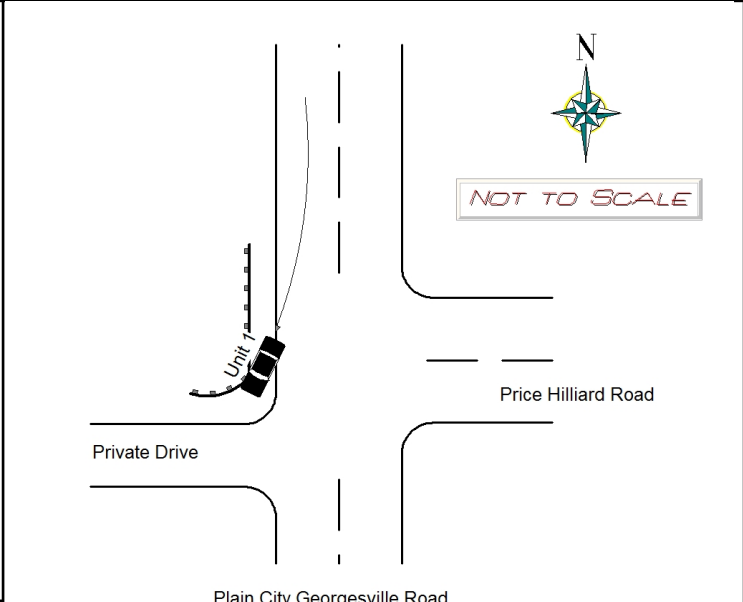 N
NOT TO SCALE
Unit 1
Price Hilliard Road
Private Drive
Plain City Georgesville Road